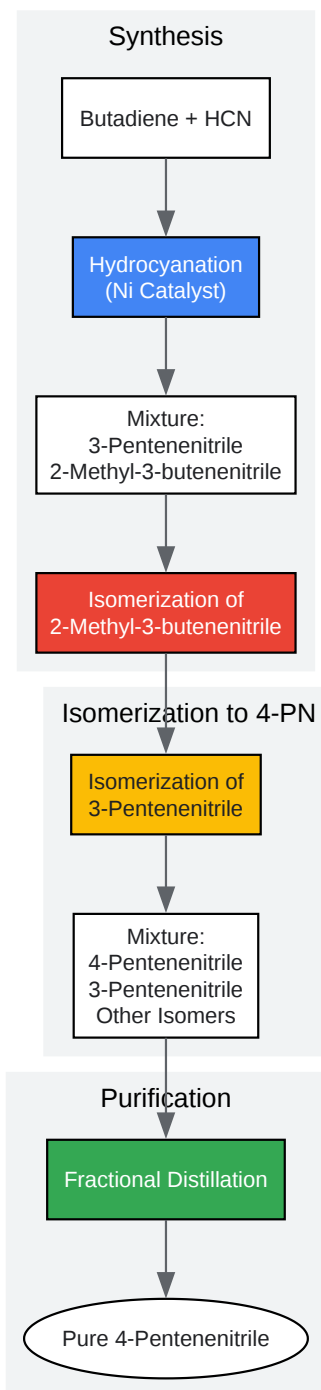 Synthesis
Butadiene + HCN
Hydrocyanation
(Ni Catalyst)
Mixture:
3-Pentenenitrile
2-Methyl-3-butenenitrile
Isomerization of
2-Methyl-3-butenenitrile
Isomerization to 4-PN
Isomerization of
3-Pentenenitrile
Mixture:
4-Pentenenitrile
3-Pentenenitrile
Other Isomers
Purification
Fractional Distillation
Pure 4-Pentenenitrile